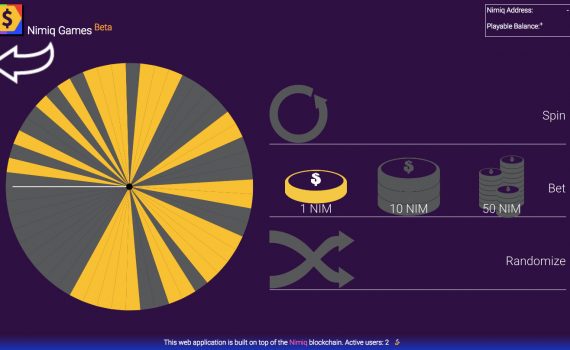 Nimiq Games Beta
Nimiq Address: -
Playable Balance:*
Spin
$
$
$
Bet
1 NIM
10 NIM
50 NIM
Randomize
This web application is built on top of the Nimiq blockchain. Active users: 2